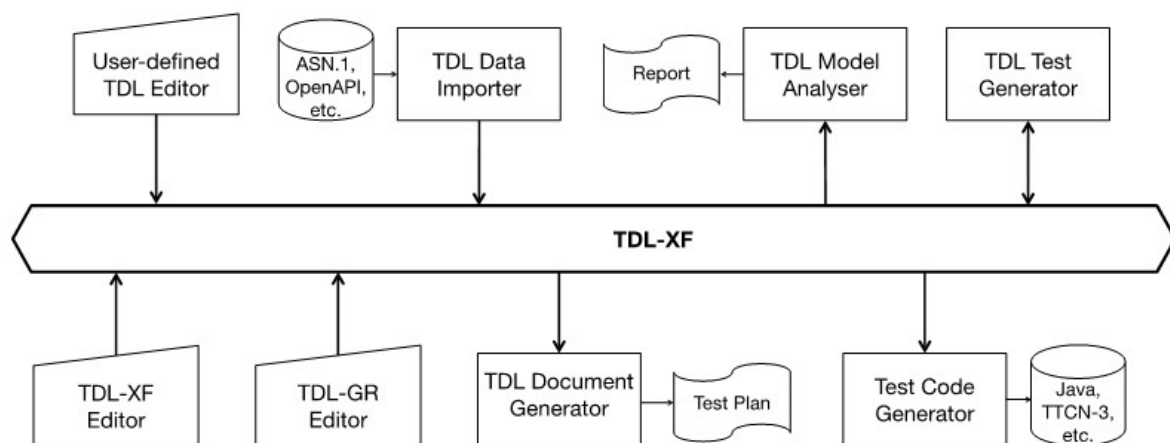 User-defined
TDL Editor
ASN.1,
OpenAPI,
etc.
TDL Data
Importer
Report
TDL Model
Analyser
TDL Test
Generator
TDL-XF
TDL-XF
Editor
TDL-GR
Editor
TDL Document
Generator
Test Plan
Test Code
Generator
Java,
TTCN-3,
etc.